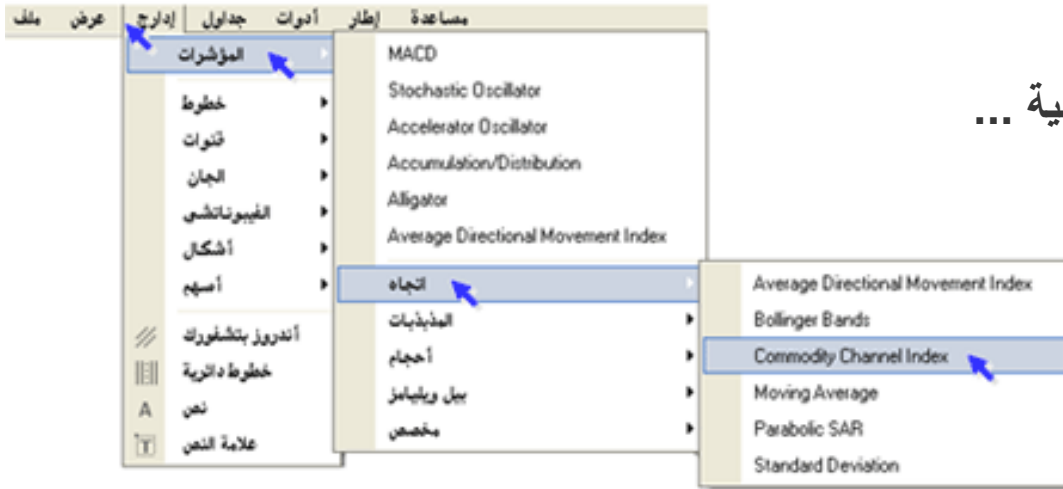 ملف عرض إدارج جداول أدوات إطار مساعدة
المؤشرات
خطوط
قنوات
الجان
الفيبوناتشي
أشكال
أسهم
أندروز بتشفورك
خطوط دائرية
نص
علامة النص
MACD
Stochastic Oscillator
Accelerator Oscillator
Accumulation/Distribution
Alligator
Average Directional Movement Index
اتجاه
المذبذبات
أحجام
بيل ويليامز
مخصص
Average Directional Movement Index
Bollinger Bands
Commodity Channel Index
Moving Average
Parabolic SAR
Standard Deviation